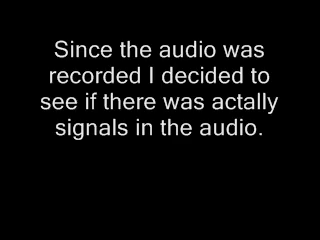 Since the audio was
recorded I decided to
see if there was actally
signals in the audio.